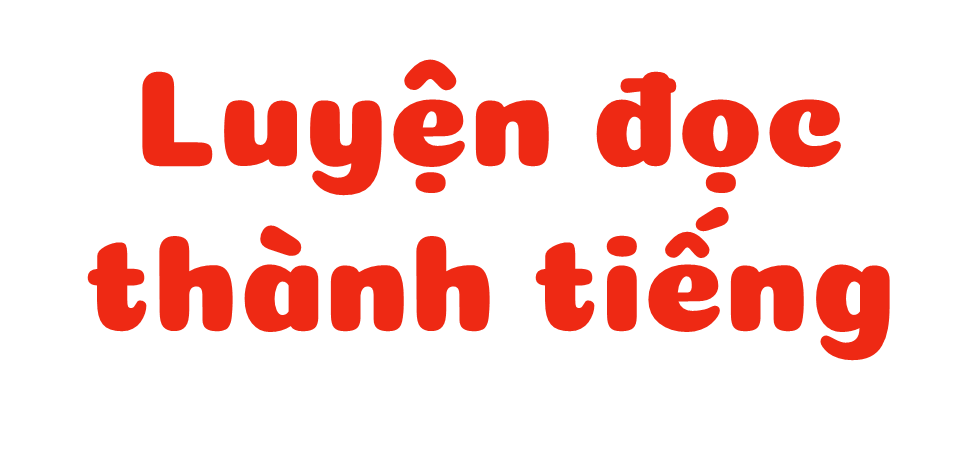 Luyện đọc
thành tiếng